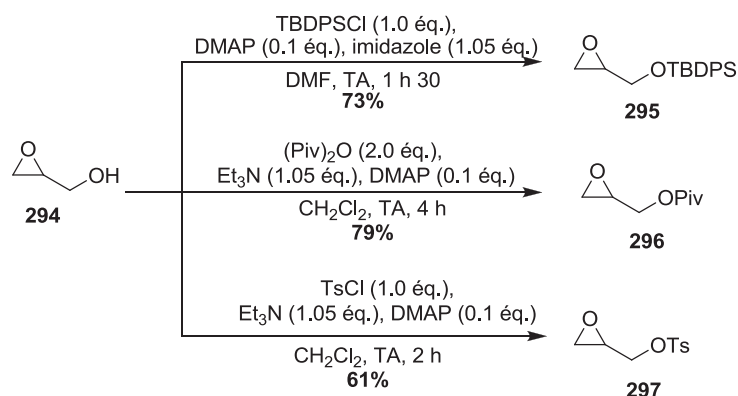 TBDPSCl (1.0 éq.),
DMAP (0.1 éq.), imidazole (1.05 éq.)
DMF, TA, 1 h 30
73%
O
OTBDPS
295
O
OH
294
(Piv)2O (2.0 éq.),
Et3N (1.05 éq.), DMAP (0.1 éq.)
CH2Cl2, TA, 4 h
79%
O
OPiv
296
TsCl (1.0 éq.),
Et3N (1.05 éq.), DMAP (0.1 éq.)
CH2Cl2, TA, 2 h
61%
O
OTs
297